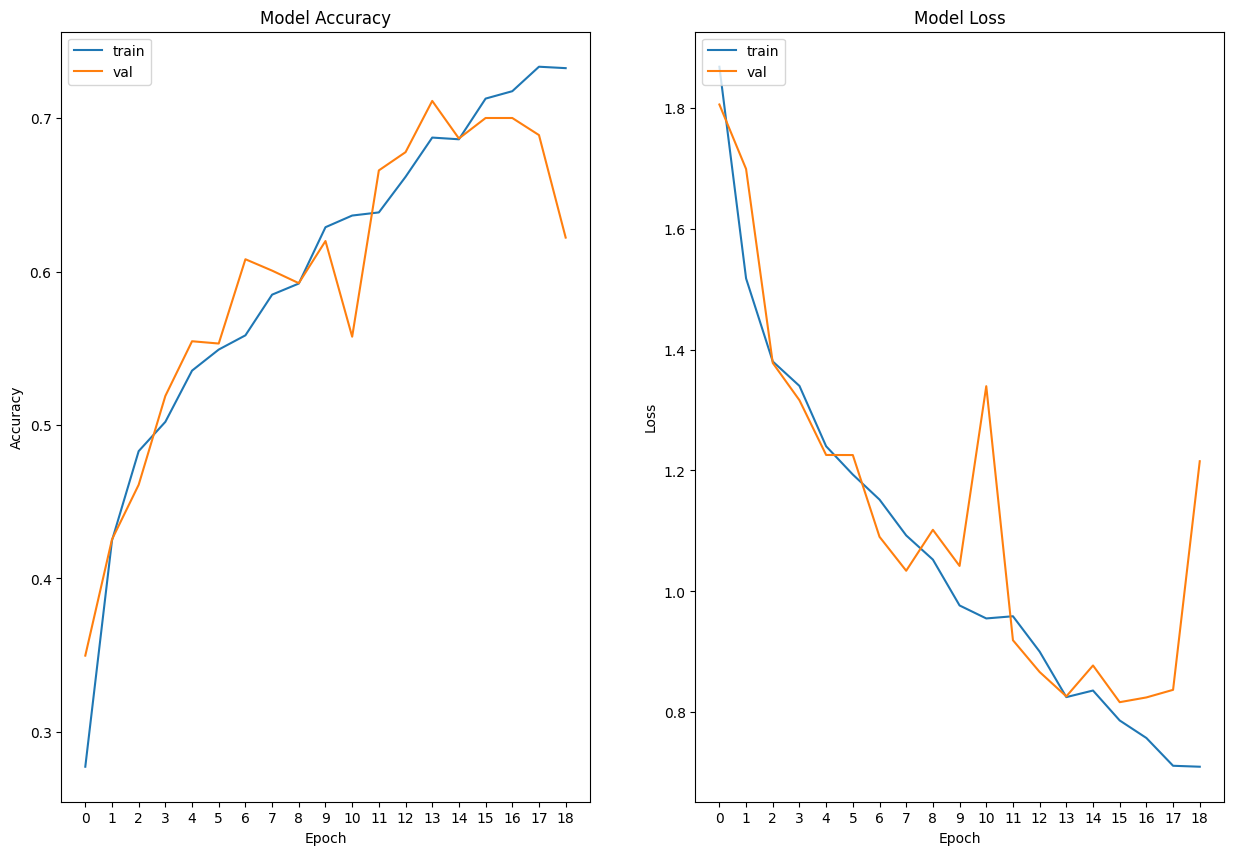 Model Accuracy
train
val
0.7
0.6
0.5
0.4
0.3
Accuracy
0 1 2 3 4 5 6 7 8 9 10 11 12 13 14 15 16 17 18
Epoch
Model Loss
train
val
1.8
1.6
1.4
1.2
1.0
0.8
Loss
0 1 2 3 4 5 6 7 8 9 10 11 12 13 14 15 16 17 18
Epoch